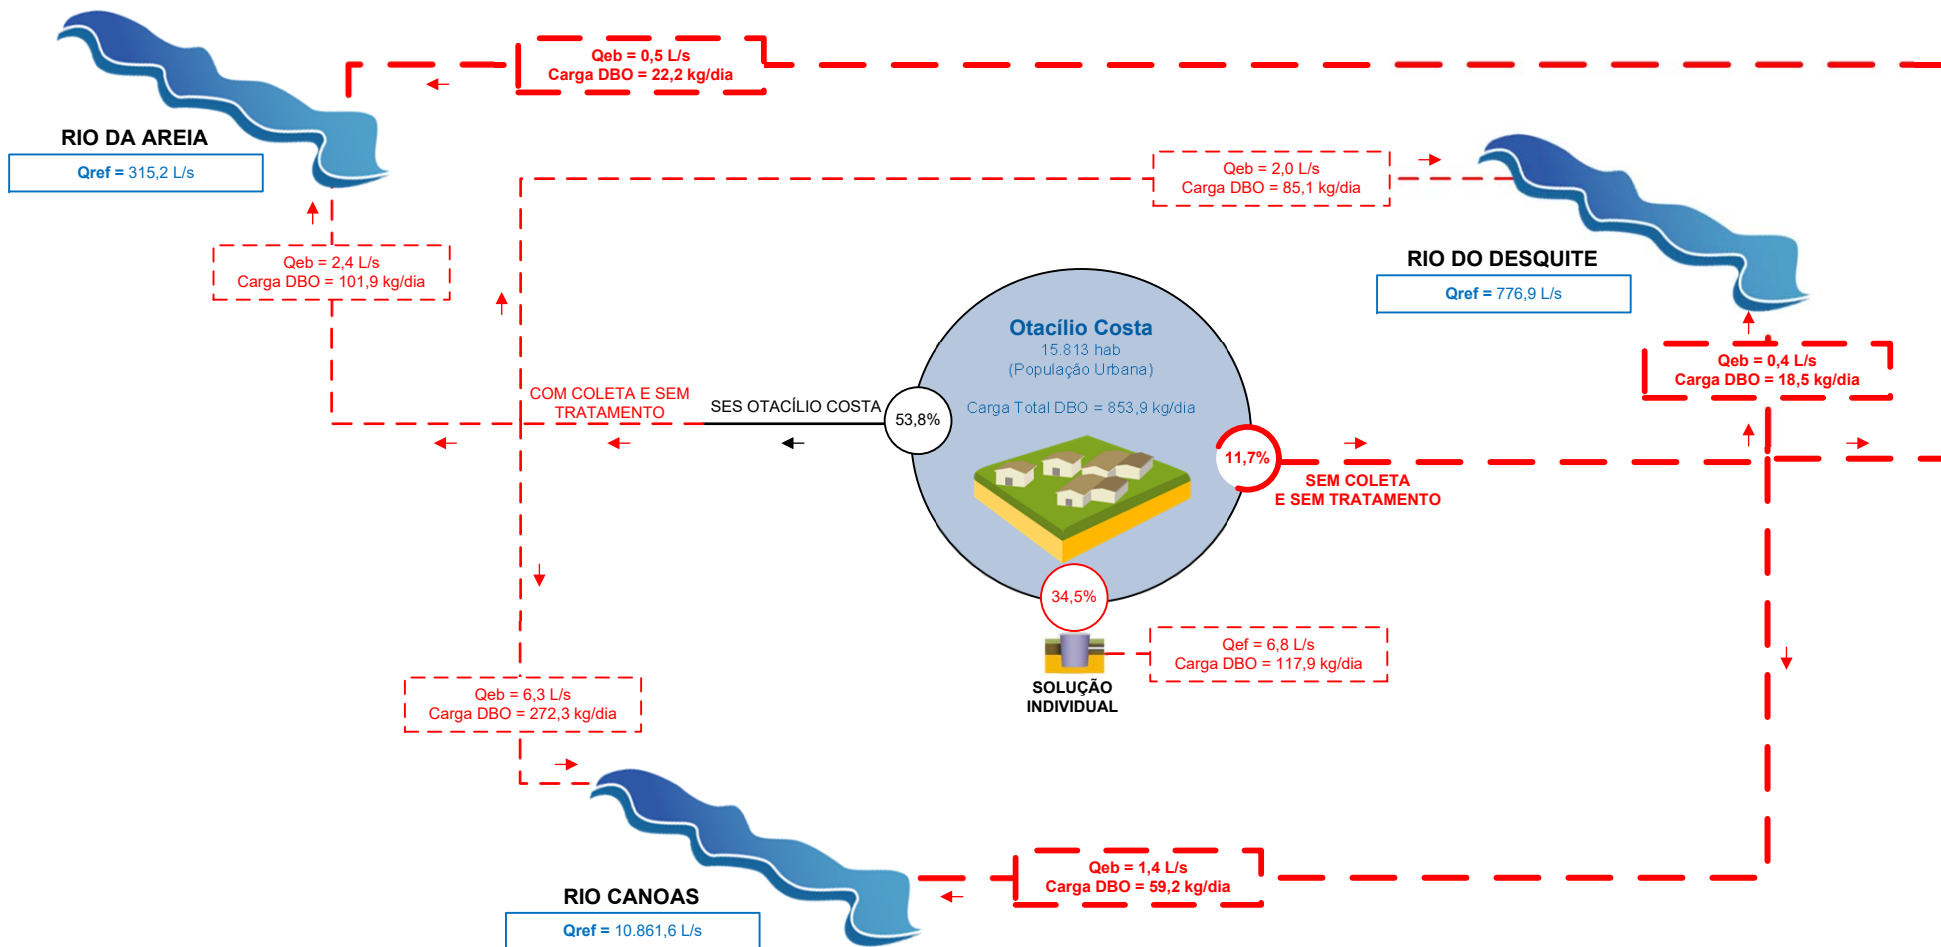 Qeb = 0,5 L/s
Carga DBO = 22,2 kg/dia
RIO DA AREIA
Qref = 315,2 L/s
Qeb = 2,0 L/s
Carga DBO = 85,1 kg/dia
Qeb = 2,4 L/s
Carga DBO = 101,9 kg/dia
RIO DO DESQUITE
Qref = 776,9 L/s
Otacílio Costa
15.813 hab
(População Urbana)
Carga Total DBO = 853,9 kg/dia
Qeb = 0,4 L/s
Carga DBO = 18,5 kg/dia
COM COLETA E SEM
TRATAMENTO
SES OTACÍLIO COSTA
53,8%
11,7%
SEM COLETA
E SEM TRATAMENTO
34,5%
SOLUÇÃO
INDIVIDUAL
Qef = 6,8 L/s
Carga DBO = 117,9 kg/dia
Qeb = 6,3 L/s
Carga DBO = 272,3 kg/dia
RIO CANOAS
Qref = 10.861,6 L/s
Qeb = 1,4 L/s
Carga DBO = 59,2 kg/dia